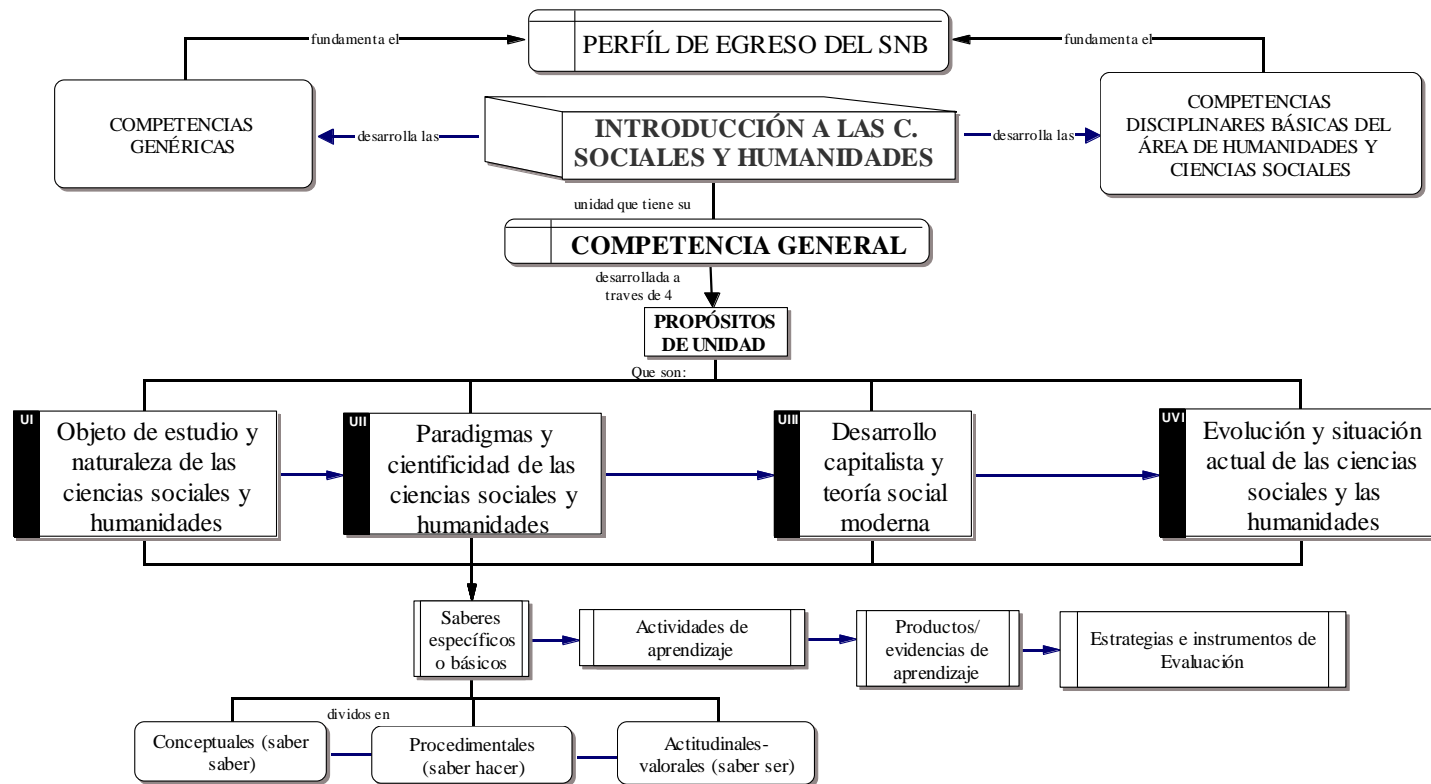 fundamenta el
PERFÍL DE EGRESO DEL SNB
fundamenta el
COMPETENCIAS
GENÉRICAS
desarrolla las
INTRODUCCIÓN A LAS C.
SOCIALES Y HUMANIDADES
desarrolla las
COMPETENCIAS
DISCIPLINARES BÁSICAS DEL
ÁREA DE HUMANIDADES Y
CIENCIAS SOCIALES
unidad que tiene su
COMPETENCIA GENERAL
desarrollada a
traves de 4
PROPÓSITOS
DE UNIDAD
Que son:
UI
Objeto de estudio y
naturaleza de las
ciencias sociales y
humanidades
UII
Paradigmas y
cientificidad de las
ciencias sociales y
humanidades
UIII
Desarrollo
capitalista y
teoría social
moderna
UVI
Evolución y situación
actual de las ciencias
sociales y las
humanidades
Saberes
específicos
o básicos
Actividades de
aprendizaje
Productos/
evidencias de
aprendizaje
Estrategias e instrumentos de
Evaluación
dividos en
Conceptuales (saber
saber)
Procedimentales
(saber hacer)
Actitudinales-
valorales (saber ser)